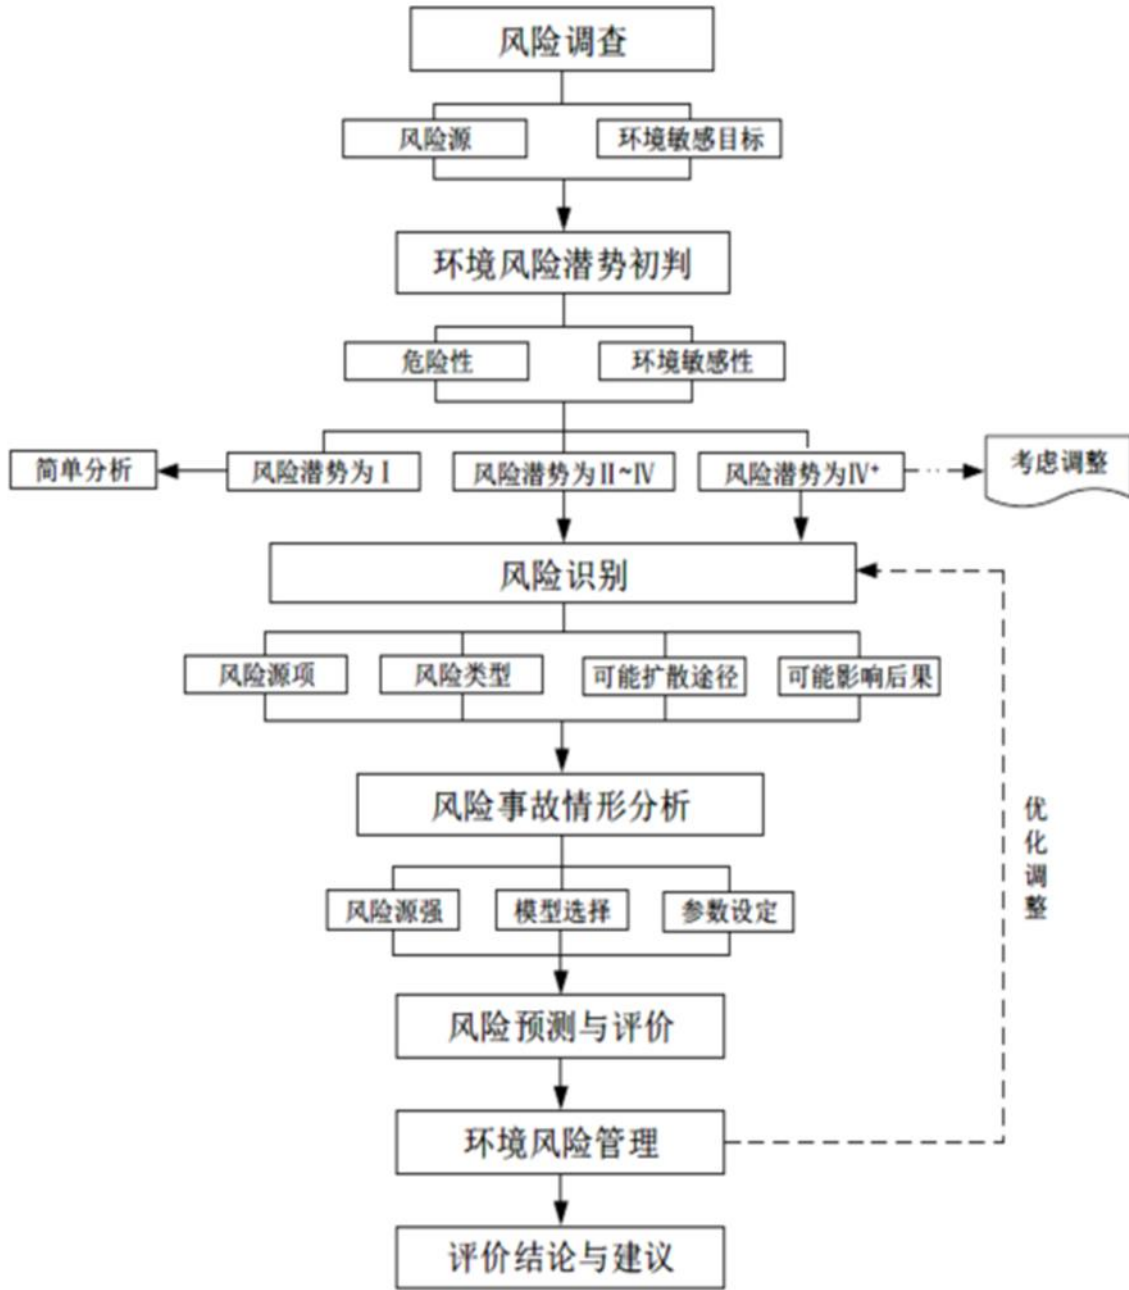 风险调查
风险源
环境敏感目标
环境风险潜势初判
危险性
环境敏感性
简单分析
风险潜势为Ⅰ
风险潜势为Ⅱ~Ⅳ
风险潜势为Ⅳ⁺
考虑调整
风险识别
风险源项
风险类型
可能扩散途径
可能影响后果
风险事故情形分析
优化调整
风险源强
模型选择
参数设定
风险预测与评价
环境风险管理
评价结论与建议